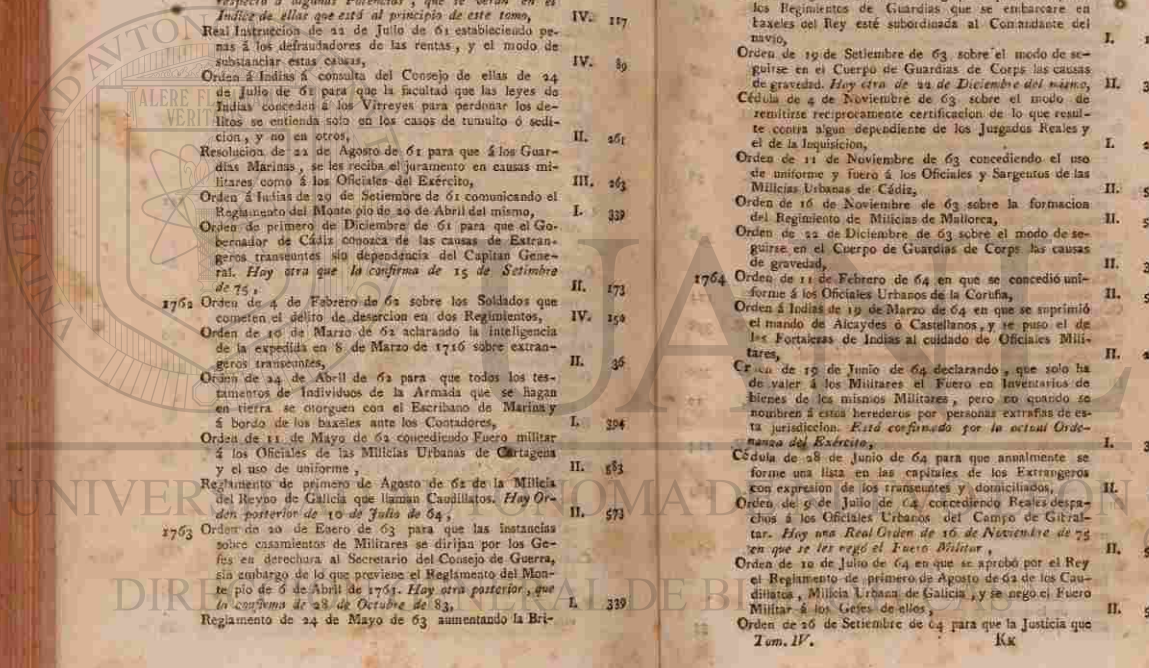 respecto á algunas Potencias, que se verán en el
Indice de ellas que está al principio de este tomo, IV. 117
Real Instruccion de 22 de Julio de 61 estableciendo pe-
nas á los defraudadores de las rentas, y el modo de
substanciar estas causas, IV. 89
Orden á Indias á consulta del Consejo de ellas de 24
de Julio de 61 para que la facultad que las leyes de
Indias conceden á los Virreyes para perdonar los de-
litos se entienda solo en los casos de tumulto ó sedi-
cion, y no en otros, II. 261
Resolucion de 22 de Agosto de 61 para que á los Guar-
dias Marinas, se les reciba el juramento en causas mi-
litares como á los Oficiales del Exército, III. 263
Orden á Indias de 29 de Setiembre de 61 comunicando el
Reglamento del Monte pio de 20 de Abril del mismo, I. 339
Orden de primero de Diciembre de 61 para que el Go-
bernador de Cádiz conozca de las causas de Extran-
geros transeuntes sin dependencia del Capitan Gene-
ral. Hay otra que la confirma de 15 de Setimbre
de 75, II. 173
1762 Orden de 4 de Febrero de 62 sobre los Soldados que
cometen el delito de desercion en dos Regimientos, IV. 150
Orden de 10 de Marzo de 62 aclarando la inteligencia
de la expedida en 8 de Marzo de 1716 sobre extran-
geros transeuntes, II. 36
Orden de 24 de Abril de 62 para que todos los tes-
tamentos de Individuos de la Armada que se hagan
en tierra se otorguen con el Escribano de Marina y
á bordo de los baxeles ante los Contadores, I. 304
Orden de 11 de Mayo de 62 concediendo Fuero militar
á los Oficiales de las Milicias Urbanas de Cartagena
y el uso de uniforme, II. 583
Reglamento de primero de Agosto de 62 de la Milicia
del Reyno de Galicia que llaman Caudillatos. Hay Or-
den posterior de 10 de Julio de 64, II. 573
1763 Orden de 20 de Enero de 63 para que las instancias
sobre casamientos de Militares se dirijan por los Ge-
fes en derechura al Secretario del Consejo de Guerra,
sin embargo de lo que previene el Reglamento del Mon-
te pio de 6 de Abril de 1761. Hay otra posterior, que
la confirma de 28 de Octubre de 83, I. 339
Reglamento de 24 de Mayo de 63 aumentando la Bri-
los Regimientos de Guardias que se embarcare en
baxeles del Rey esté subordinada al Comandante del
navio, I.
Orden de 19 de Setiembre de 63 sobre el modo de se-
guirse en el Cuerpo de Guardias de Corps las causas
de gravedad. Hay otra de 22 de Diciembre del mismo, II.
Cédula de 4 de Noviembre de 63 sobre el modo de
remitirse reciprocamente certificacion de lo que resul-
te contra algun dependiente de los Juzgados Reales y
el de la Inquisicion, I.
Orden de 11 de Noviembre de 63 concediendo el uso
de uniforme y fuero á los Oficiales y Sargentos de las
Milicias Urbanas de Cádiz, II.
Orden de 16 de Noviembre de 63 sobre la formacion
del Regimiento de Milicias de Mallorca, II.
Orden de 22 de Diciembre de 63 sobre el modo de se-
guirse en el Cuerpo de Guardias de Corps las causas
de gravedad, II.
1764 Orden de 11 de Febrero de 64 en que se concedió uni-
forme á los Oficiales Urbanos de la Coruña, II.
Orden á Indias de 19 de Marzo de 64 en que se suprimió
el mando de Alcaydes ó Castellanos, y se puso el de
las Fortalezas de Indias al cuidado de Oficiales Mili-
tares, II.
Orden de 19 de Junio de 64 declarando, que solo ha
de valer á los Militares el Fuero en Inventarios de
bienes de los mismos Militares, pero no quando se
nombren á estos herederos por personas extrañas de es-
ta jurisdiccion. Está confirmado por la actual Orde-
nanza del Exército, I.
Cédula de 28 de Junio de 64 para que anualmente se
forme una lista en las capitales de los Extrangeros
con expresion de los transeuntes y domiciliados, II.
Orden de 9 de Julio de 64 concediendo Reales despa-
chos á los Oficiales Urbanos del Campo de Gibral-
tar. Hay una Real Orden de 16 de Noviembre de 75
en que se les negó el Fuero Militar, II.
Orden de 10 de Julio de 64 en que se aprobó por el Rey
el Reglamento de primero de Agosto de 62 de los Cau-
dillatos, Milicia Urbana de Galicia, y se negó el Fuero
Militar á los Gefes de ellos, II.
Orden de 26 de Setiembre de 64 para que la Justicia que
Tom. IV. Kk
UANL
ALERE FL
VERIT